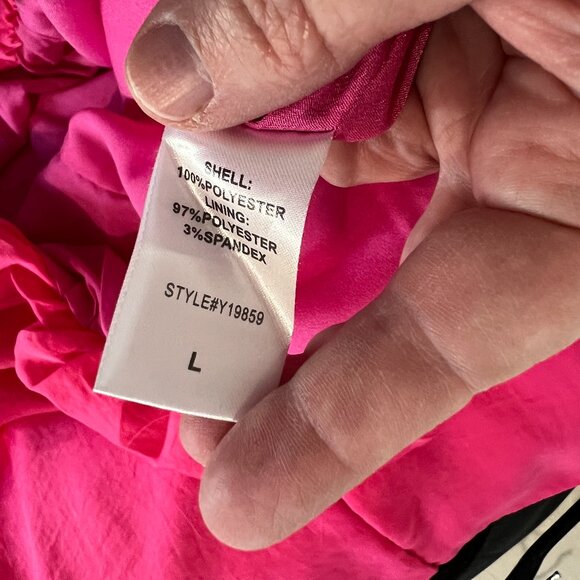 SHELL:
100%POLYESTER
LINING:
97%POLYESTER
3%SPANDEX
STYLE#Y19859
L